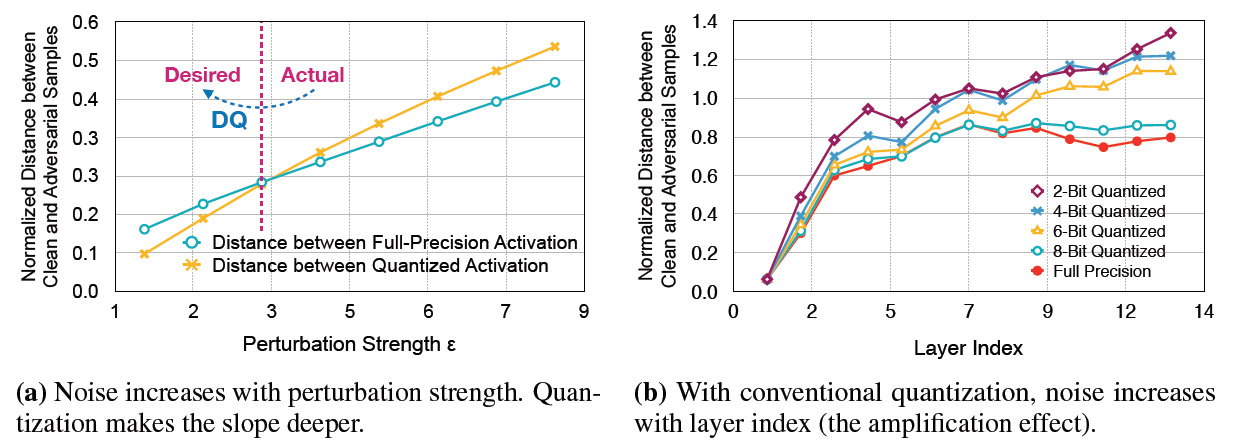 Normalized Distance between
Clean and Adversarial Samples
0.6
0.5
0.4
0.3
0.3
0.2
0.1
0.0
Desired
Actual
DQ
Distance between Full-Precision Activation
Distance between Quantized Activation
1 2 3 5 6 7 9
Perturbation Strength ε
(a) Noise increases with perturbation strength. Quan-
tization makes the slope deeper.
Normalized Distance between
Clean and Adversarial Samples
1.4
1.2
1.0
0.8
0.6
0.4
0.2
0.0
2-Bit Quantized
4-Bit Quantized
6-Bit Quantized
8-Bit Quantized
Full Precision
0 2 5 7 9 12 14
Layer Index
(b) With conventional quantization, noise increases
with layer index (the amplification effect).